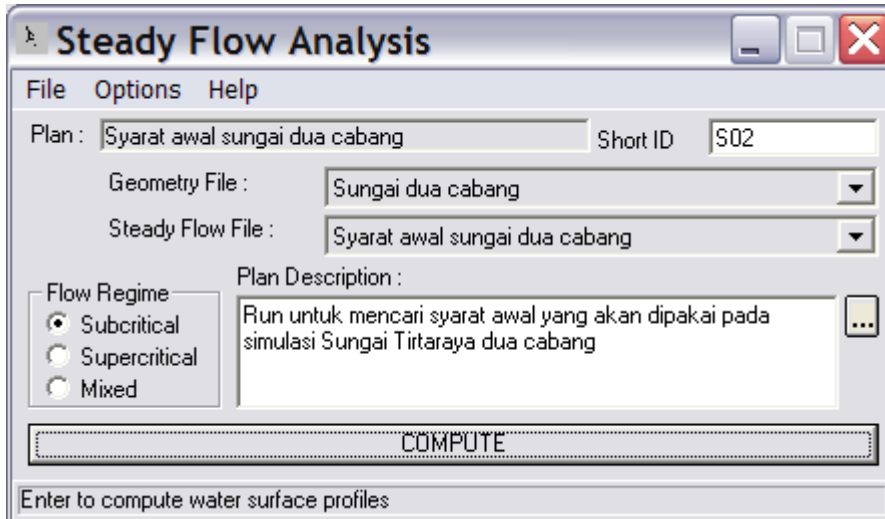 Steady Flow Analysis
File Options Help
Plan : Syarat awal sungai dua cabang Short ID S02
Geometry File : Sungai dua cabang
Steady Flow File : Syarat awal sungai dua cabang
Flow Regime
Subcritical
Supercritical
Mixed
Plan Description :
Run untuk mencari syarat awal yang akan dipakai pada
simulasi Sungai Tirtaraya dua cabang
...
COMPUTE
Enter to compute water surface profiles